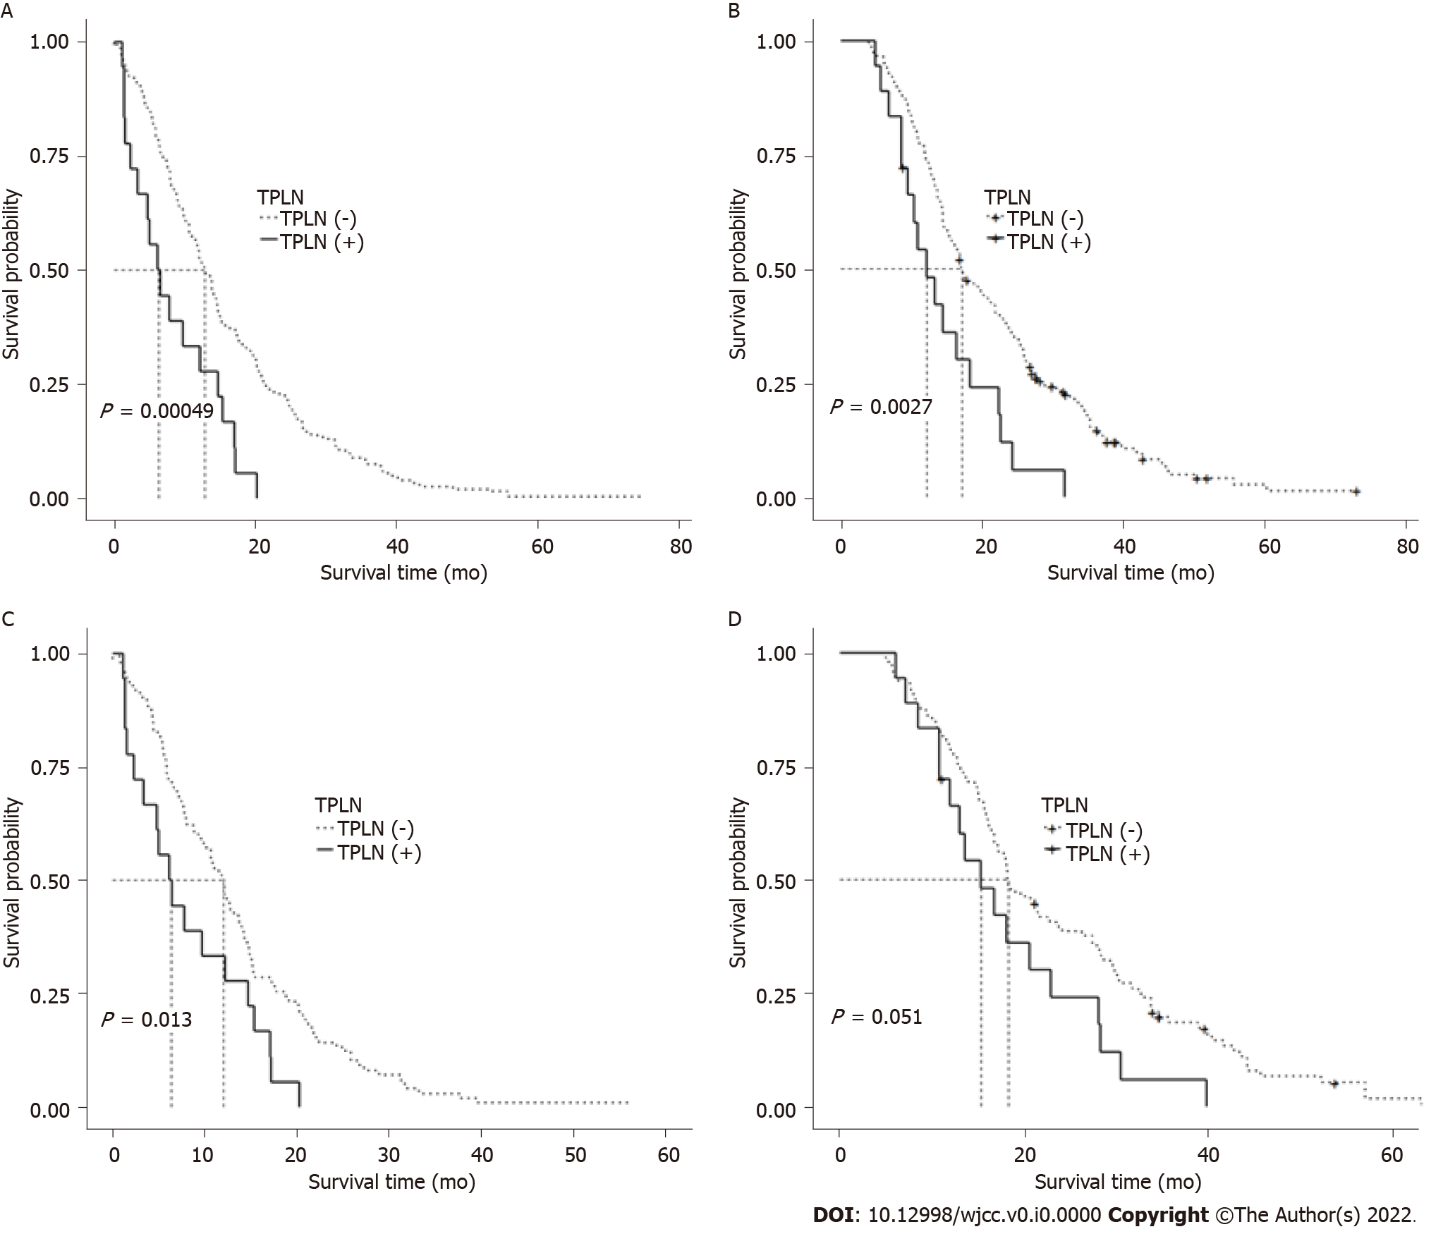 A
1.00
0.75
0.50
0.25
0.00
Survival probability
TPLN
TPLN (-)
TPLN (+)
P = 0.00049
0 20 40 60 80
Survival time (mo)
B
1.00
0.75
0.50
0.25
0.00
Survival probability
TPLN
TPLN (-)
TPLN (+)
P = 0.0027
0 20 40 60 80
Survival time (mo)
C
1.00
0.75
0.50
0.25
0.00
Survival probability
TPLN
TPLN (-)
TPLN (+)
P = 0.013
0 10 20 30 40 50 60
Survival time (mo)
D
1.00
0.75
0.50
0.25
0.00
Survival probability
TPLN
TPLN (-)
TPLN (+)
P = 0.051
0 20 40 60
Survival time (mo)
DOI: 10.12998/wjcc.v0.i0.0000 Copyright ©The Author(s) 2022.